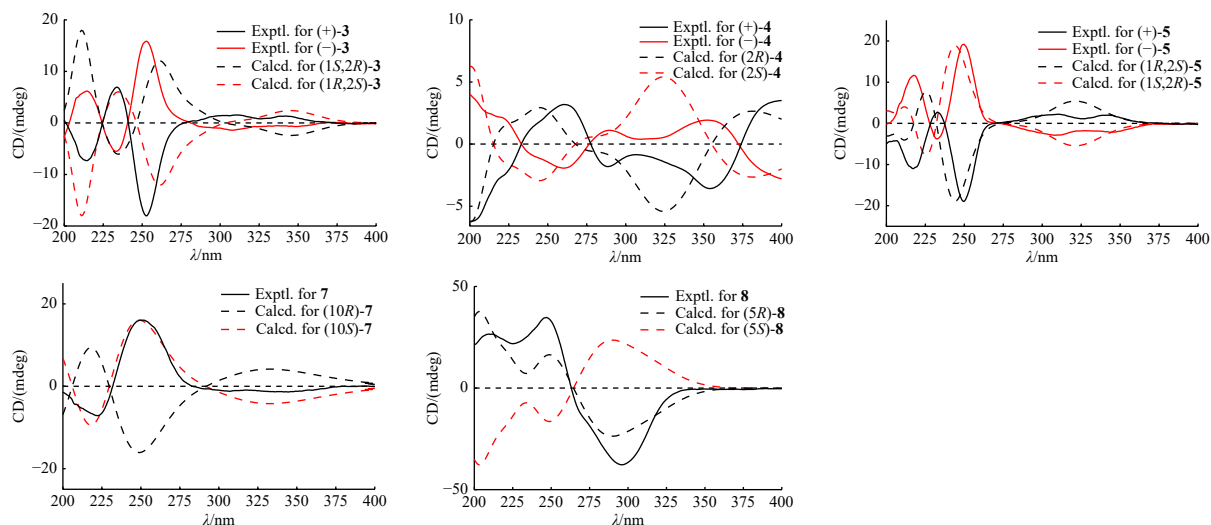 20
10
0
−10
−20
CD/(mdeg)
Exptl. for (+)-3
Exptl. for (−)-3
Calcd. for (1S,2R)-3
Calcd. for (1R,2S)-3
200 225 250 275 300 325 350 375 400
λ/nm
10
5
0
−5
CD/(mdeg)
Exptl. for (+)-4
Exptl. for (−)-4
Calcd. for (2R)-4
Calcd. for (2S)-4
200 225 250 275 300 325 350 375 400
λ/nm
20
10
0
−10
−20
CD/(mdeg)
Exptl. for (+)-5
Exptl. for (−)-5
Calcd. for (1R,2S)-5
Calcd. for (1S,2R)-5
200 225 250 275 300 325 350 375 400
λ/nm
20
0
−20
CD/(mdeg)
Exptl. for 7
Calcd. for (10R)-7
Calcd. for (10S)-7
200 225 250 275 300 325 350 375 400
λ/nm
50
0
−50
CD/(mdeg)
Exptl. for 8
Calcd. for (5R)-8
Calcd. for (5S)-8
200 225 250 275 300 325 350 375 400
λ/nm